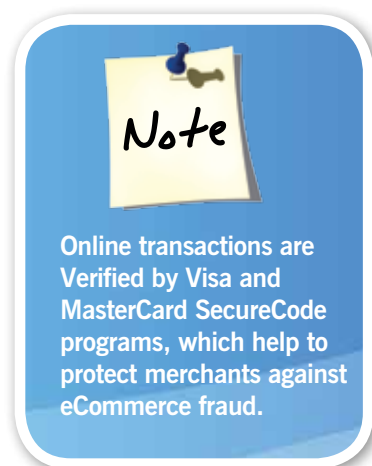 Note
Online transactions are
Verified by Visa and
MasterCard SecureCode
programs, which help to
protect merchants against
eCommerce fraud.